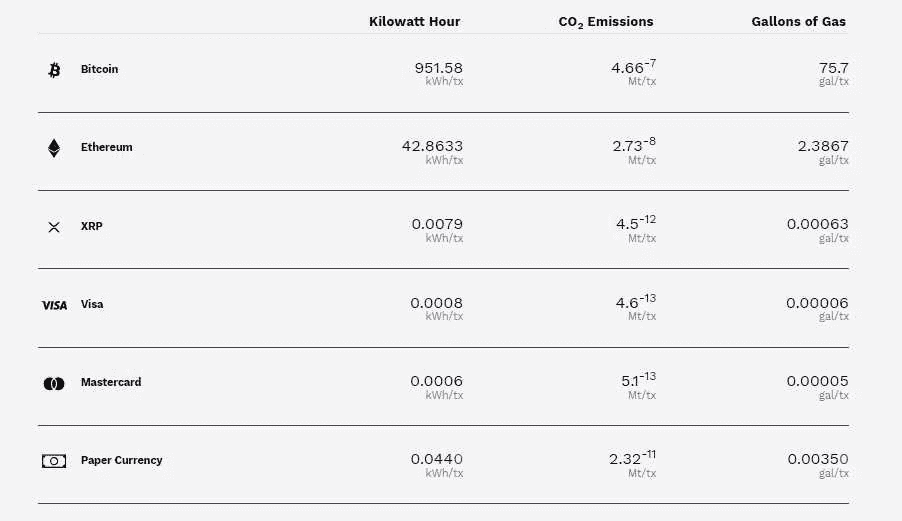 Kilowatt Hour CO₂ Emissions Gallons of Gas
Bitcoin 951.58 4.66⁻⁷ 75.7
kWh/tx Mt/tx gal/tx
Ethereum 42.8633 2.73⁻⁸ 2.3867
kWh/tx Mt/tx gal/tx
XRP 0.0079 4.5⁻¹² 0.00063
kWh/tx Mt/tx gal/tx
VISA Visa 0.0008 4.6⁻¹³ 0.00006
kWh/tx Mt/tx gal/tx
Mastercard 0.0006 5.1⁻¹³ 0.00005
kWh/tx Mt/tx gal/tx
Paper Currency 0.0440 2.32⁻¹¹ 0.00350
kWh/tx Mt/tx gal/tx